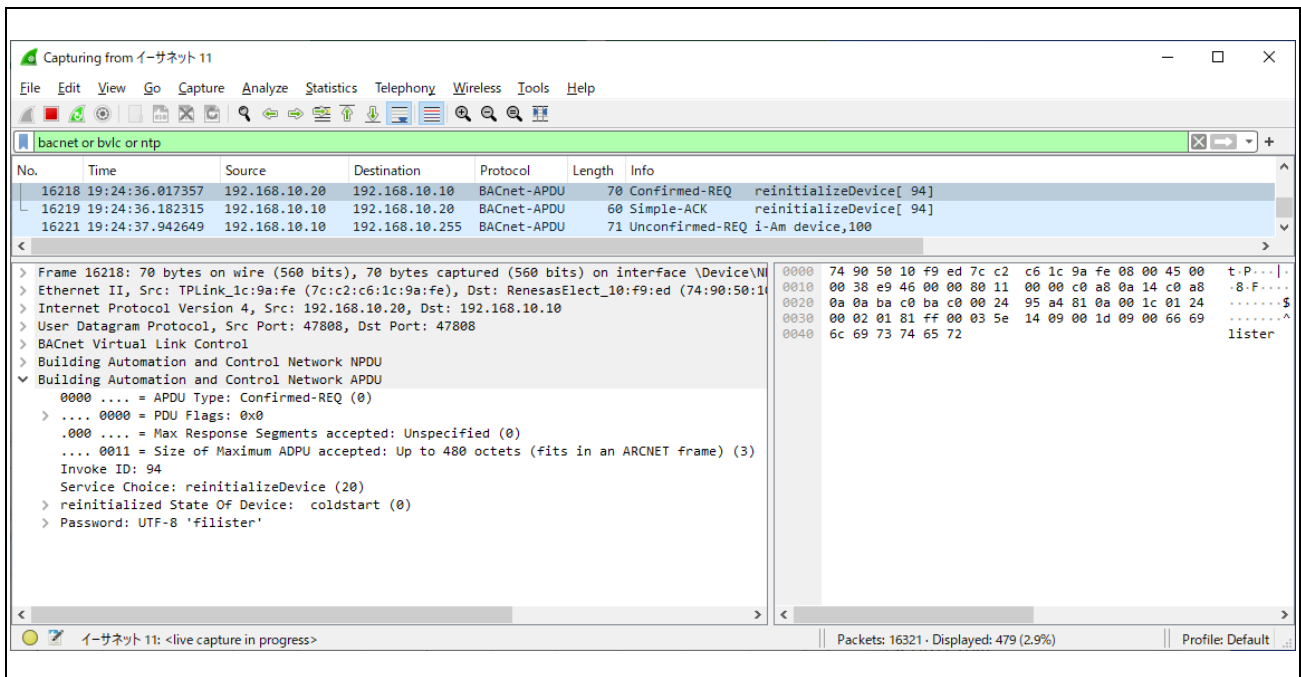 Capturing from イーサネット 11
File Edit View Go Capture Analyze Statistics Telephony Wireless Tools Help
bacnet or bvlc or ntp
No. Time Source Destination Protocol Length Info
16218 19:24:36.017357 192.168.10.20 192.168.10.10 BACnet-APDU 70 Confirmed-REQ reinitializeDevice[ 94]
16219 19:24:36.182315 192.168.10.10 192.168.10.20 BACnet-APDU 60 Simple-ACK reinitializeDevice[ 94]
16221 19:24:37.942649 192.168.10.10 192.168.10.255 BACnet-APDU 71 Unconfirmed-REQ i-Am device,100
> Frame 16218: 70 bytes on wire (560 bits), 70 bytes captured (560 bits) on interface \Device\N
> Ethernet II, Src: TPLink_1c:9a:fe (7c:c2:c6:1c:9a:fe), Dst: RenesasElect_10:f9:ed (74:90:50:1
> Internet Protocol Version 4, Src: 192.168.10.20, Dst: 192.168.10.10
> User Datagram Protocol, Src Port: 47808, Dst Port: 47808
> BACnet Virtual Link Control
> Building Automation and Control Network NPDU
Building Automation and Control Network APDU
0000 .... = APDU Type: Confirmed-REQ (0)
> .... 0000 = PDU Flags: 0x0
.000 .... = Max Response Segments accepted: Unspecified (0)
.... 0011 = Size of Maximum ADPU accepted: Up to 480 octets (fits in an ARCNET frame) (3)
Invoke ID: 94
Service Choice: reinitializeDevice (20)
> reinitialized State Of Device: coldstart (0)
> Password: UTF-8 'filister'
0000 74 90 50 10 f9 ed 7c c2 c6 1c 9a fe 08 00 45 00 t·P···|·
0010 00 38 e9 46 00 00 80 11 00 00 c0 a8 0a 14 c0 a8 ·8·F····
0020 0a 0a ba c0 ba c0 00 24 95 a4 81 0a 00 1c 01 24 ·······$
0030 00 02 01 81 ff 00 03 5e 14 09 00 1d 09 00 66 69 ·······^
0040 6c 69 73 74 65 72 lister
イーサネット 11: <live capture in progress>
Packets: 16321 · Displayed: 479 (2.9%)
Profile: Default